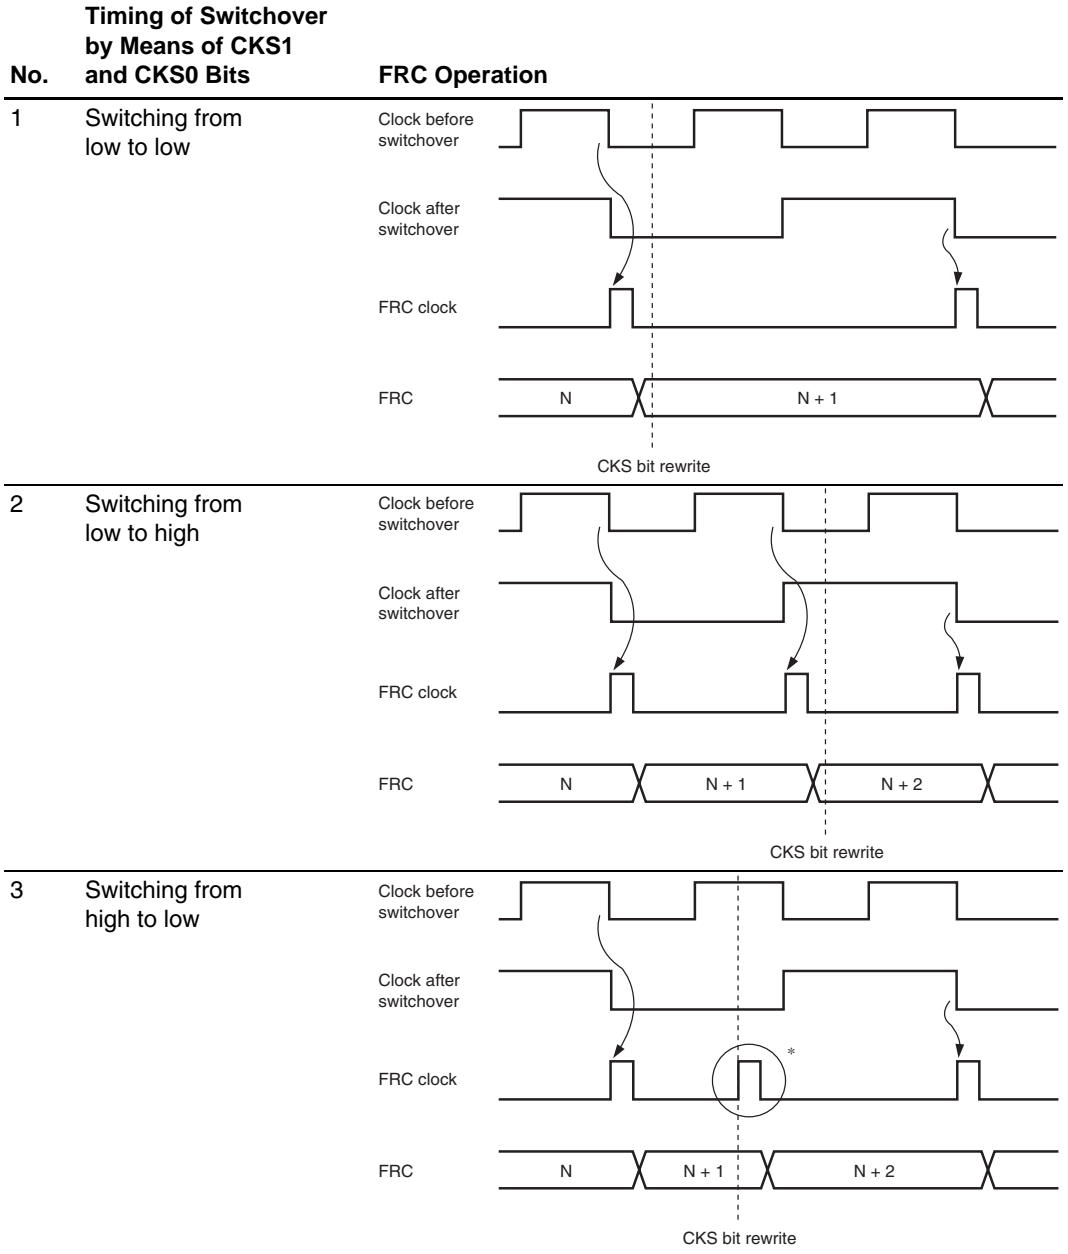 Timing of Switchover
by Means of CKS1
No. and CKS0 Bits FRC Operation
1 Switching from
low to low
Clock before
switchover
Clock after
switchover
FRC clock
FRC N N + 1
CKS bit rewrite
2 Switching from
low to high
Clock before
switchover
Clock after
switchover
FRC clock
FRC N N + 1 N + 2
CKS bit rewrite
3 Switching from
high to low
Clock before
switchover
Clock after
switchover
*
FRC clock
FRC N N + 1 N + 2
CKS bit rewrite